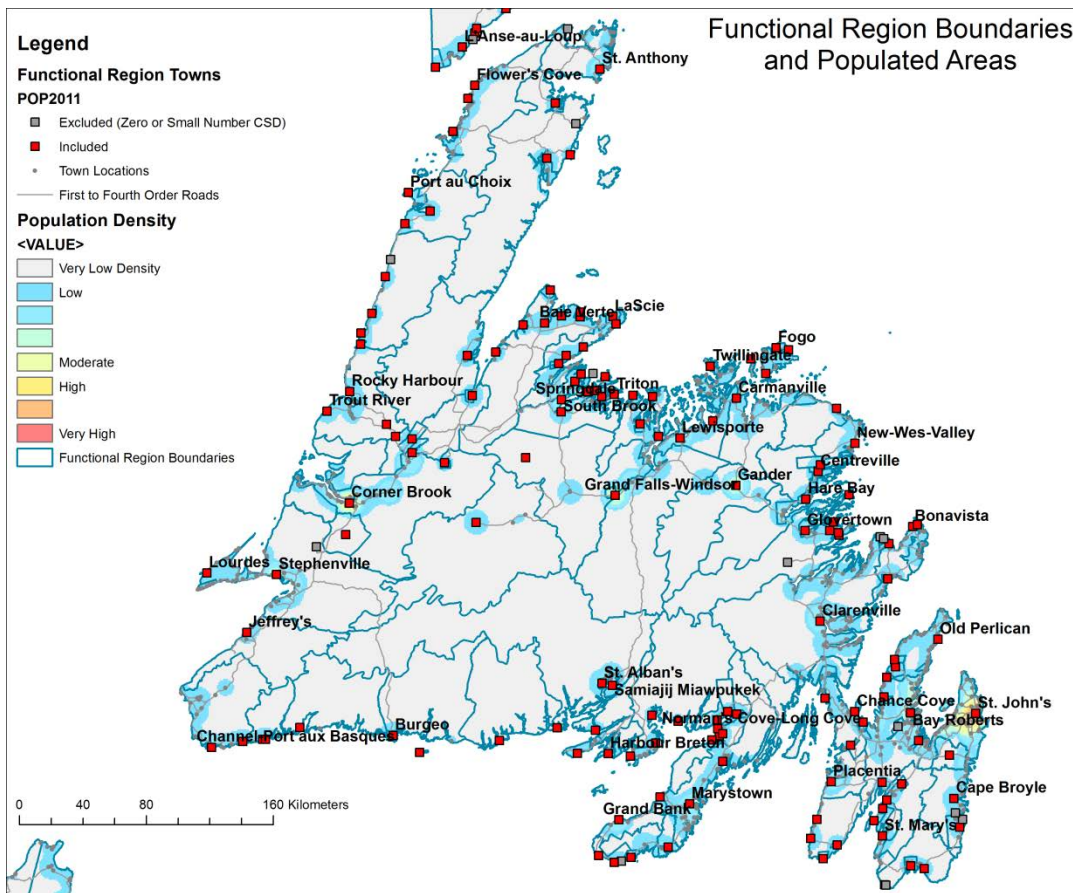 Functional Region Boundaries
and Populated Areas
Legend
Functional Region Towns
POP2011
Excluded (Zero or Small Number CSD)
Included
Town Locations
First to Fourth Order Roads
Population Density
<VALUE>
Very Low Density
Low
Moderate
High
Very High
Functional Region Boundaries
L'Anse-au-Loup
St. Anthony
Flower's Cove
Port au Choix
Baie Verte
LaScie
Fogo
Twillingate
Rocky Harbour
Springdale
Triton
Carmanville
Trout River
South Brook
Lewisporte
New-Wes-Valley
Centreville
Gander
Grand Falls-Windsor
Hare Bay
Corner Brook
Glovertown
Bonavista
Lourdes
Stephenville
Clarenville
Jeffrey's
Old Perlican
St. Alban's
Samiajij Miawpukek
Chance Cove
St. John's
Norman's Cove-Long Cove
Bay Roberts
Burgeo
Channel-Port aux Basques
Harbour Breton
Placentia
Marystown
Cape Broyle
Grand Bank
St. Mary's
0 40 80 160 Kilometers